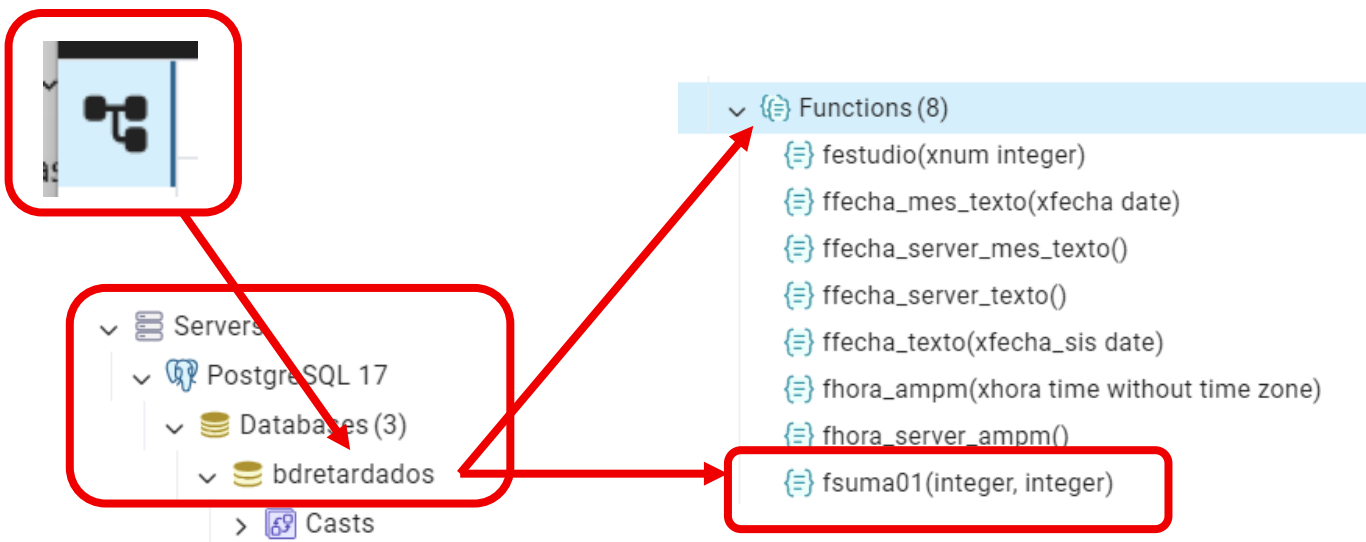 Servers
PostgreSQL 17
Databases (3)
bdretardados
Casts
Functions (8)
festudio(xnum integer)
ffecha_mes_texto(xfecha date)
ffecha_server_mes_texto()
ffecha_server_texto()
ffecha_texto(xfecha_sis date)
fhora_ampm(xhora time without time zone)
fhora_server_ampm()
fsuma01(integer, integer)